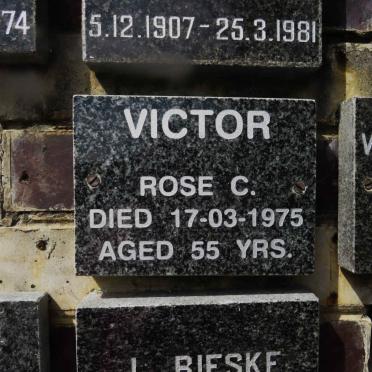 74
5.12.1907 - 25.3.1981
VICTOR
ROSE C.
DIED 17-03-1975
AGED 55 YRS.
J. BIESKE